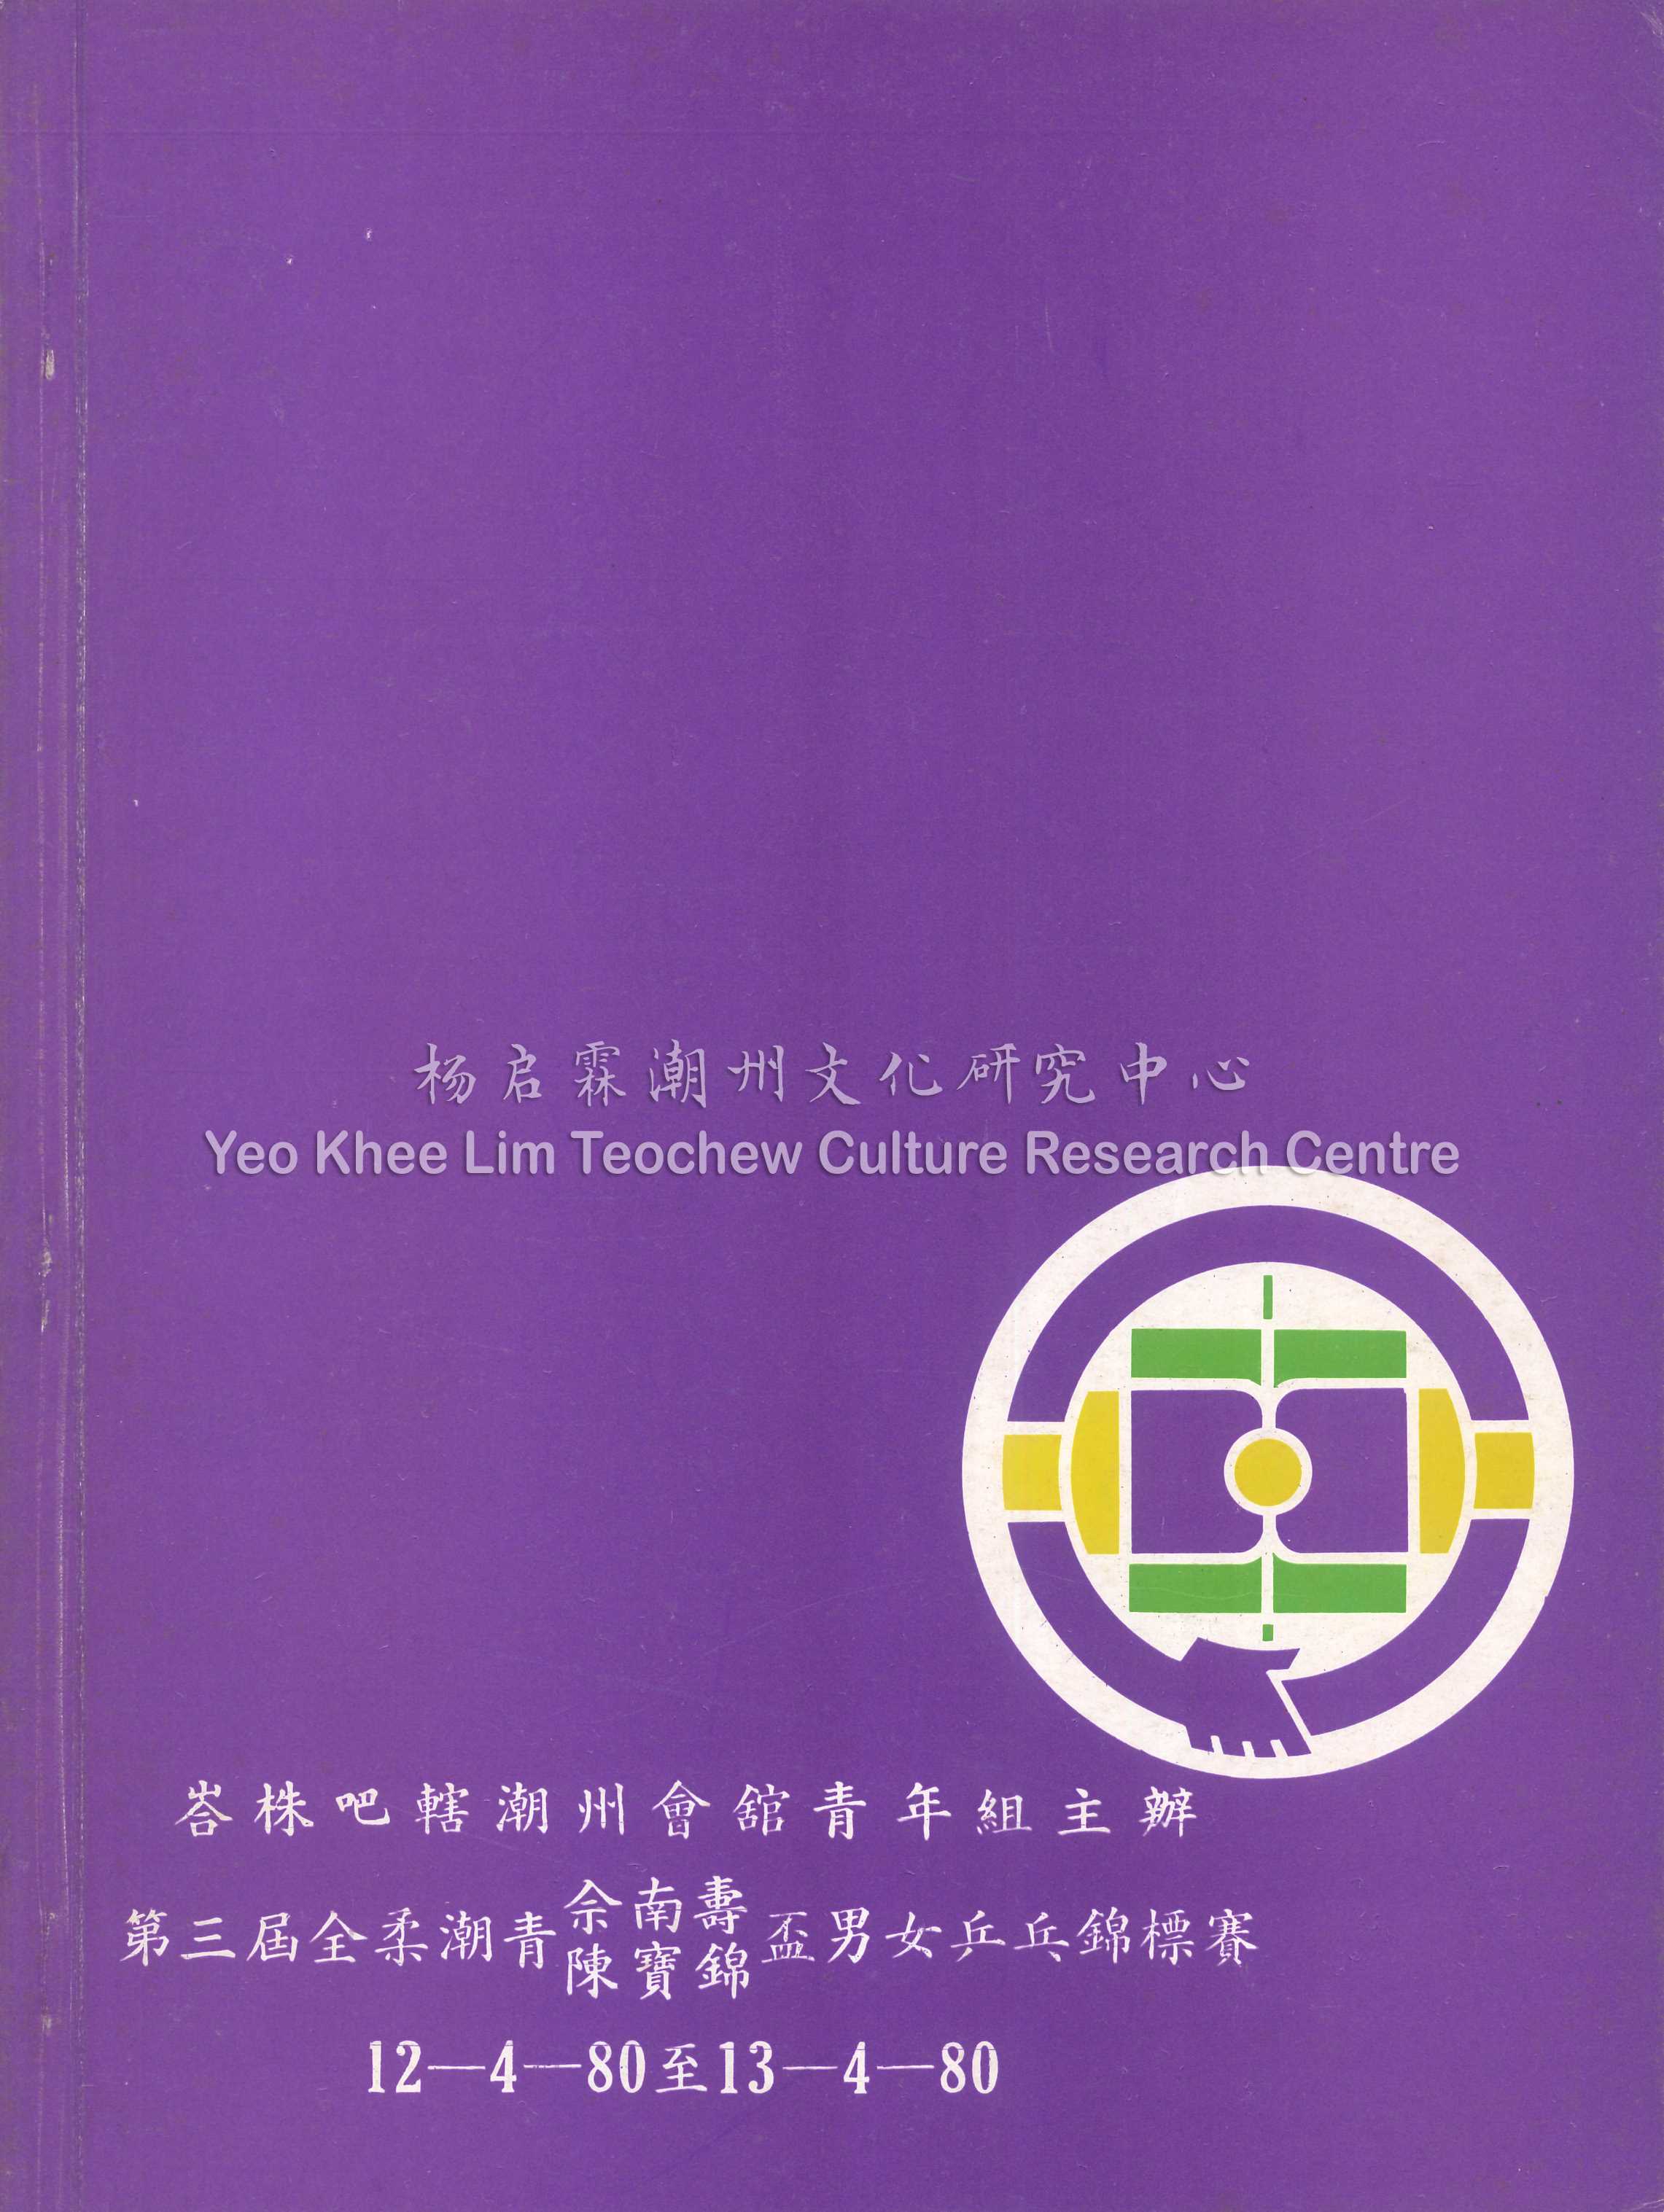 杨启霖潮州文化研究中心
Yeo Khee Lim Teochew Culture Research Centre
峇株吧轄潮州會舘青年組主辦
第三屆全柔潮青佘南壽陳寶錦盃男女乒乓錦標賽
12—4—80至13—4—80